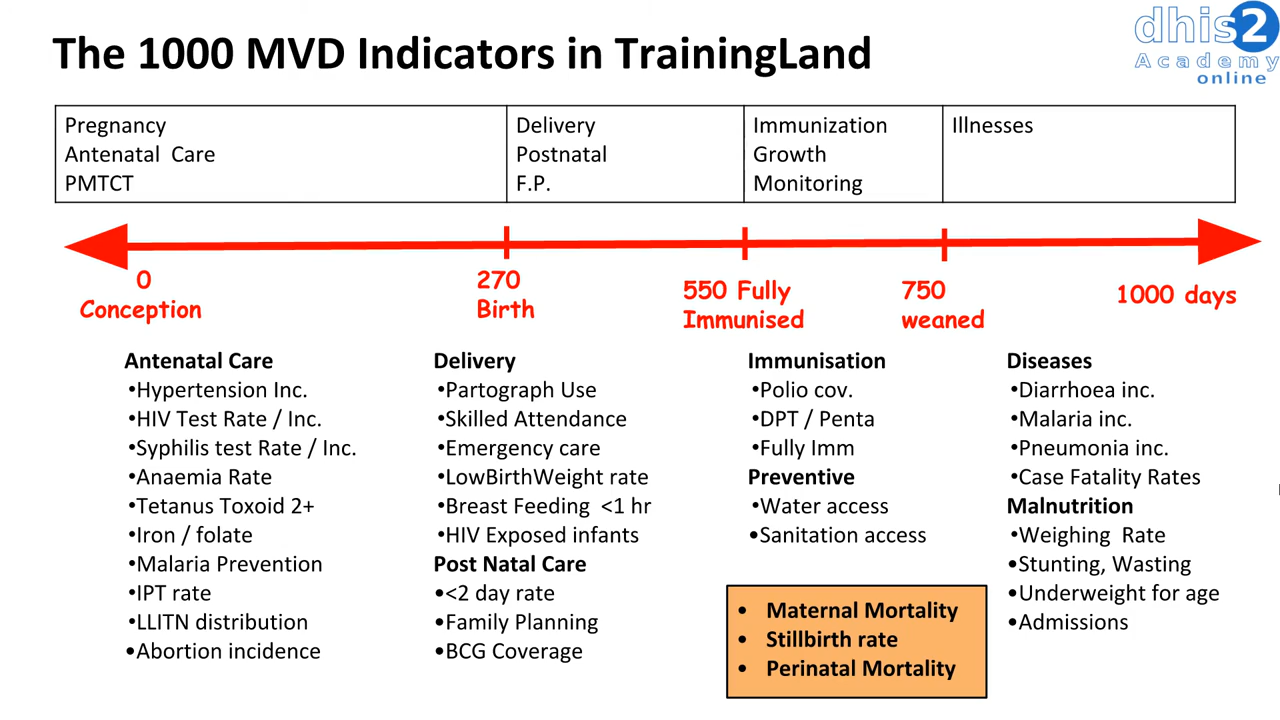 The 1000 MVD Indicators in TrainingLand
dhis2
Academy
online
Pregnancy
Antenatal Care
PMTCT
Delivery
Postnatal
F.P.
Immunization
Growth
Monitoring
Illnesses
0
Conception
270
Birth
550 Fully
Immunised
750
weaned
1000 days
Antenatal Care
•Hypertension Inc.
•HIV Test Rate / Inc.
•Syphilis test Rate / Inc.
•Anaemia Rate
•Tetanus Toxoid 2+
•Iron / folate
•Malaria Prevention
•IPT rate
•LLITN distribution
•Abortion incidence
Delivery
•Partograph Use
•Skilled Attendance
•Emergency care
•LowBirthWeight rate
•Breast Feeding <1 hr
•HIV Exposed infants
Post Natal Care
•<2 day rate
•Family Planning
•BCG Coverage
Immunisation
•Polio cov.
•DPT / Penta
•Fully Imm
Preventive
•Water access
•Sanitation access
• Maternal Mortality
• Stillbirth rate
• Perinatal Mortality
Diseases
•Diarrhoea inc.
•Malaria inc.
•Pneumonia inc.
•Case Fatality Rates
Malnutrition
•Weighing Rate
•Stunting, Wasting
•Underweight for age
•Admissions